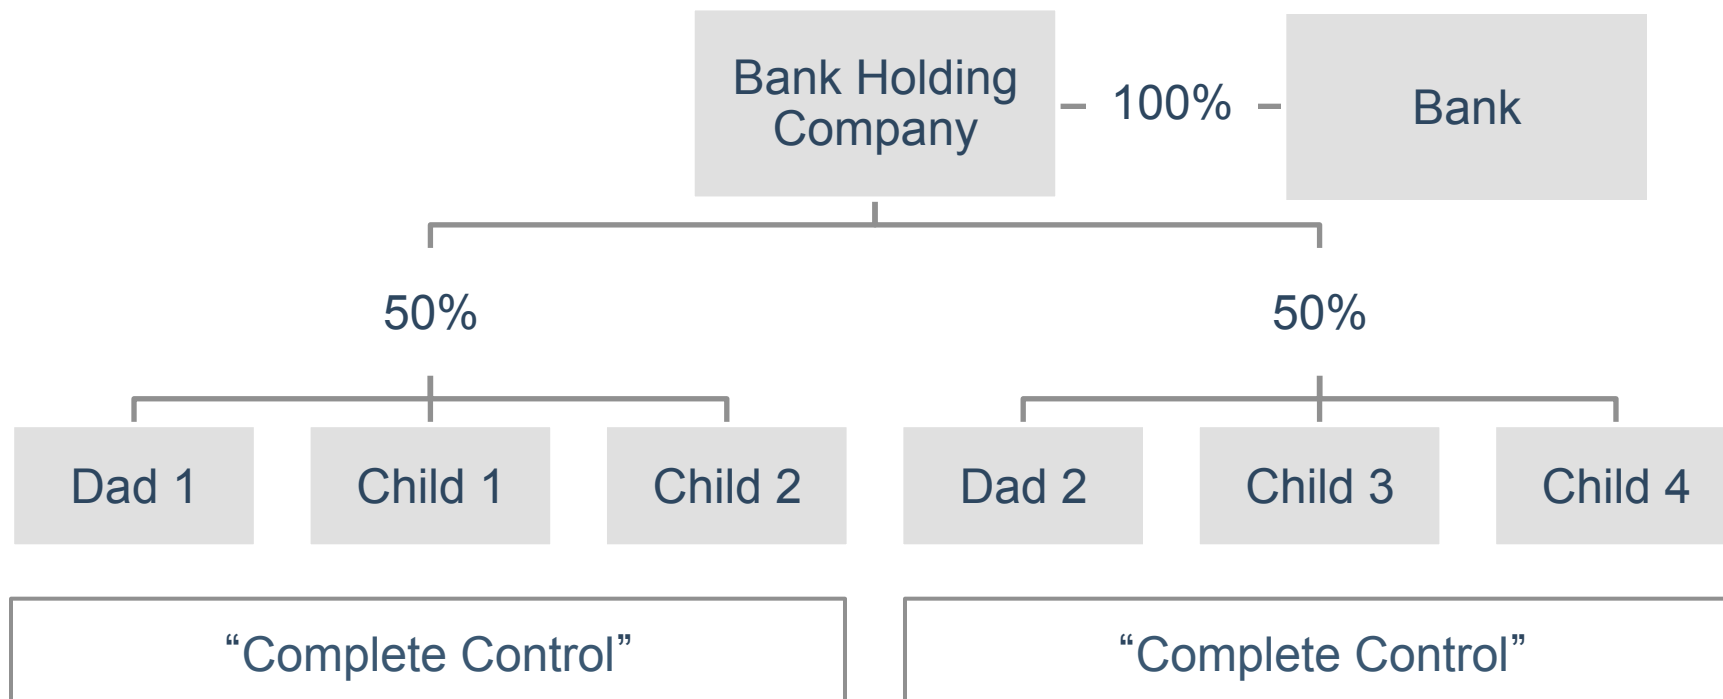 Bank Holding
Company
100%
Bank
50%
50%
Dad 1
Child 1
Child 2
Dad 2
Child 3
Child 4
“Complete Control”
“Complete Control”